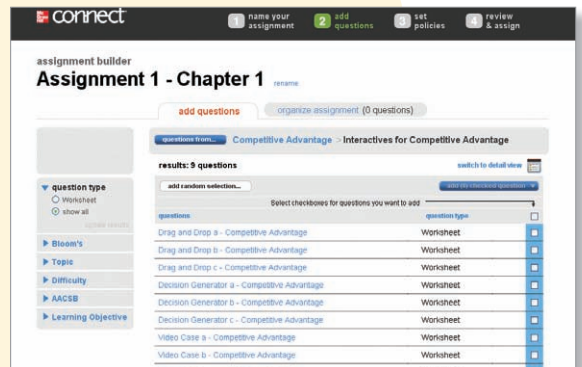 connect
1 name your assignment
2 add questions
3 set policies
4 review & assign
assignment builder
Assignment 1 - Chapter 1 rename
add questions
organize assignment (0 questions)
questions from... Competitive Advantage > Interactives for Competitive Advantage
results: 9 questions
switch to detail view
add random selection...
Select checkboxes for questions you want to add
questions
question type
Drag and Drop a - Competitive Advantage Worksheet
Drag and Drop b - Competitive Advantage Worksheet
Drag and Drop c - Competitive Advantage Worksheet
Decision Generator a - Competitive Advantage Worksheet
Decision Generator b - Competitive Advantage Worksheet
Decision Generator c - Competitive Advantage Worksheet
Video Case a - Competitive Advantage Worksheet
Video Case b - Competitive Advantage Worksheet
question type
Worksheet
show all
Bloom's
Topic
Difficulty
AACSB
Learning Objective